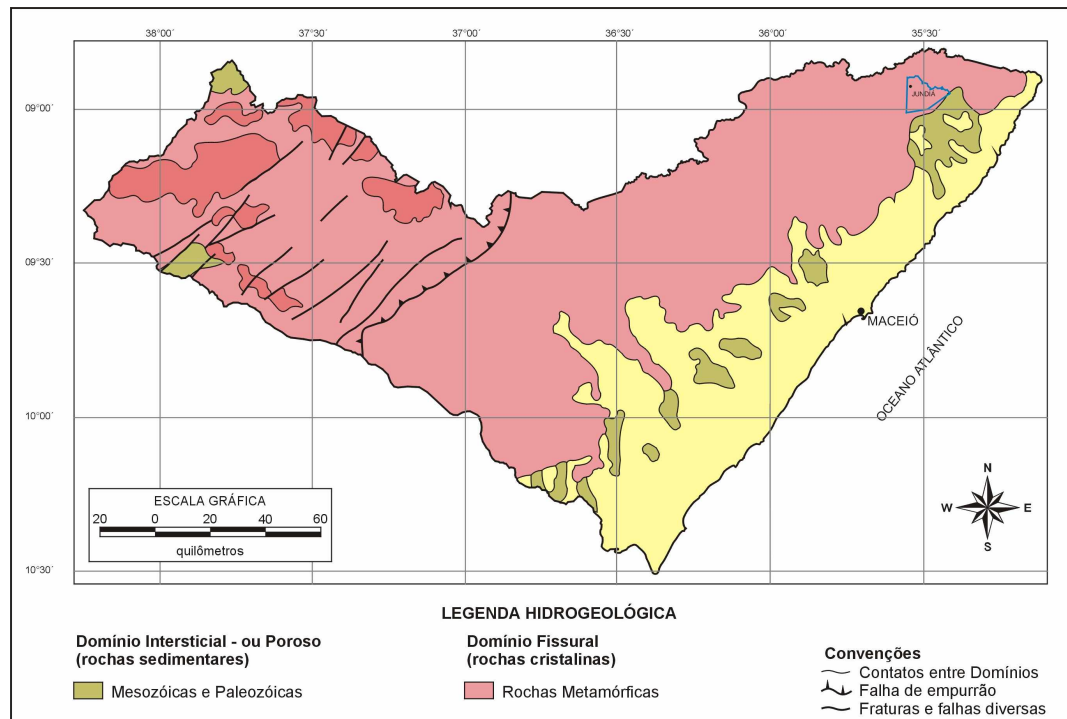 38°00´ 37°30´ 37°00´ 36°30´ 36°00´ 35°30´
09°00´
JUNDIÁ
09°30´
MACEIÓ
OCEANO ATLÂNTICO
10°00´
10°30´
ESCALA GRÁFICA
20 0 20 40 60
quilômetros
N
W E
S
LEGENDA HIDROGEOLÓGICA
Domínio Intersticial - ou Poroso
(rochas sedimentares)
Mesozóicas e Paleozóicas
Domínio Fissural
(rochas cristalinas)
Rochas Metamórficas
Convenções
Contatos entre Domínios
Falha de empurrão
Fraturas e falhas diversas